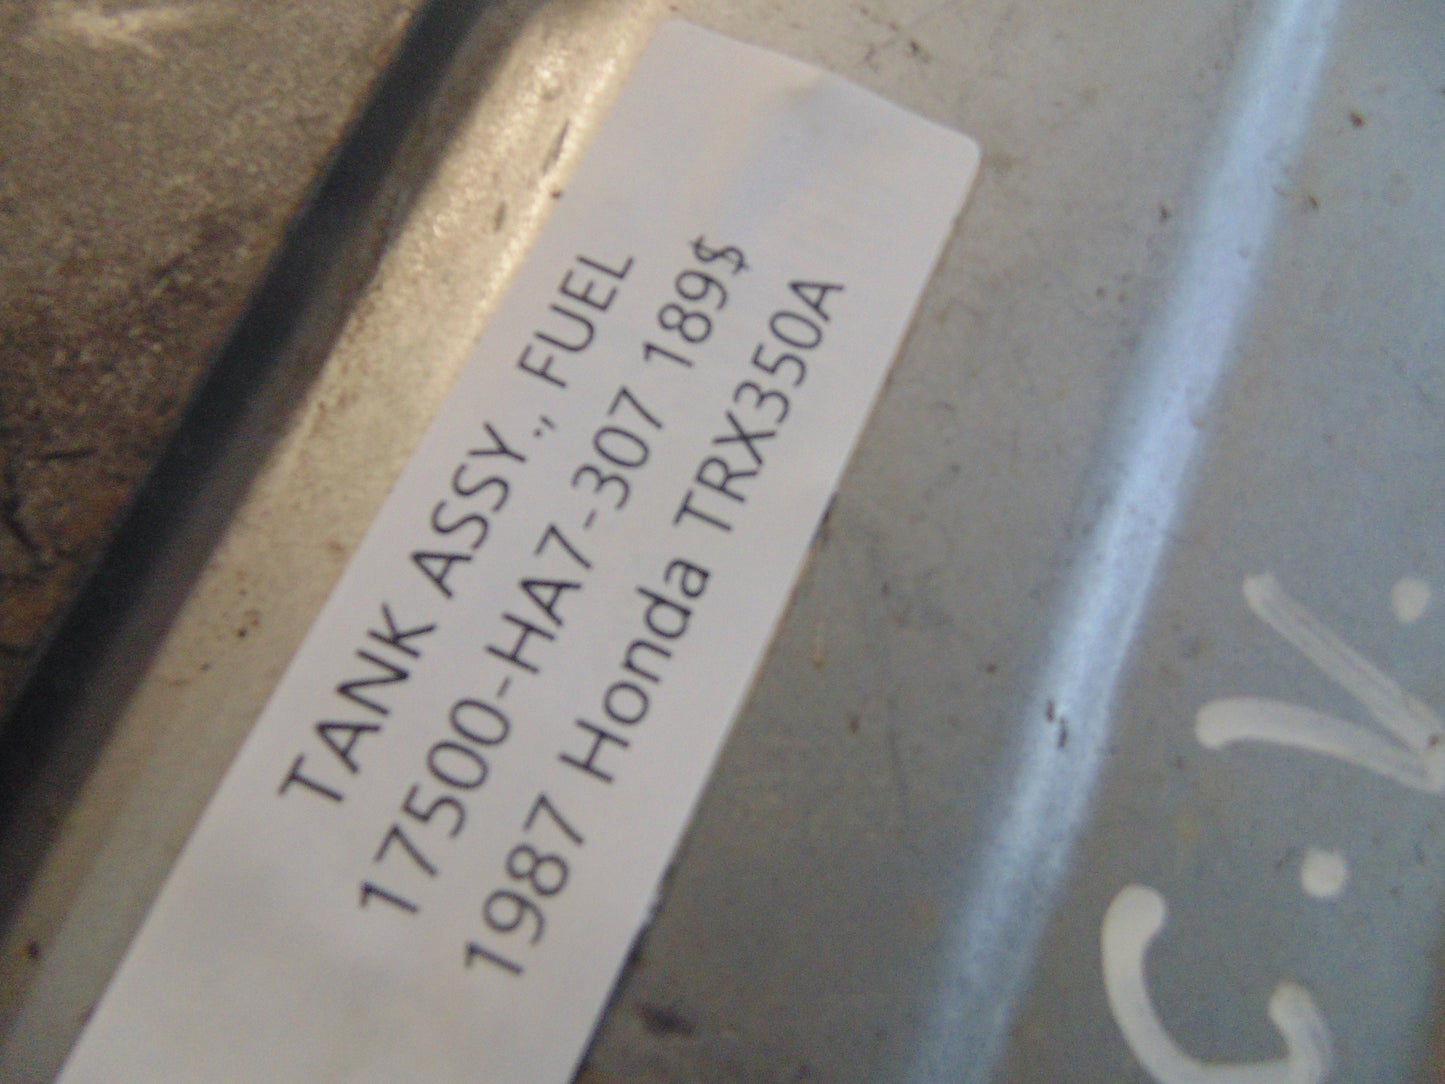 TANK ASSY., FUEL
17500-HA7-307 189$
1987 Honda TRX350A